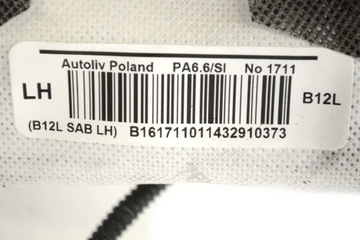 Autoliv Poland PA6.6/SI No 1711
LH
B12L
(B12L SAB LH) B161711011432910373